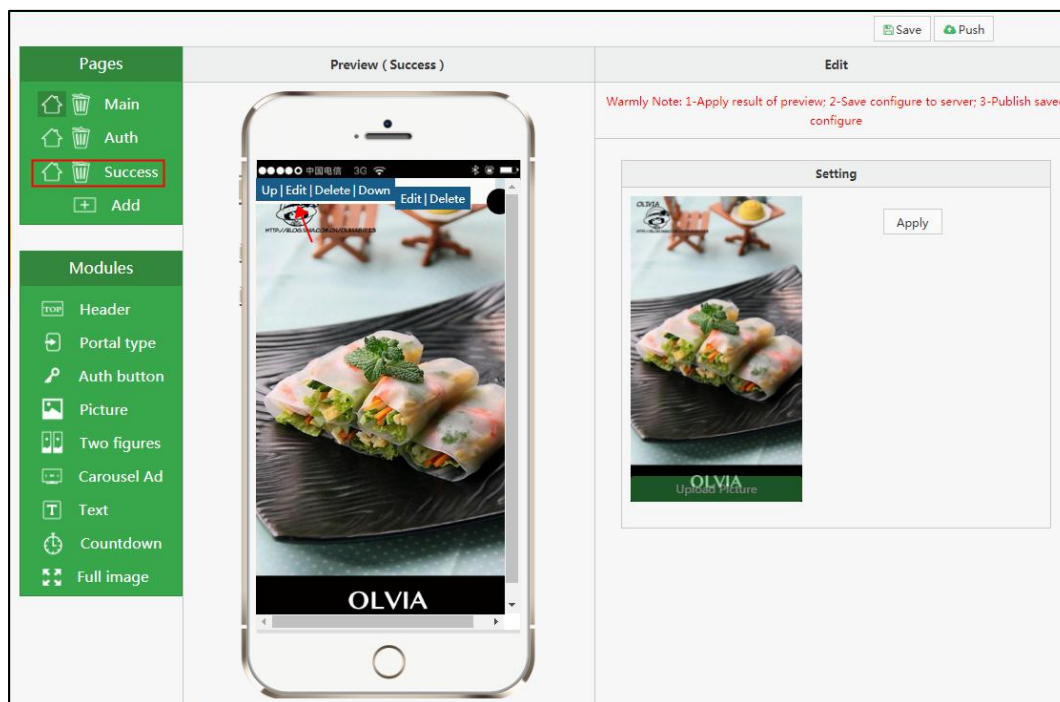 Save
Push
Pages
Main
Auth
Success
Add
Modules
Header
Portal type
Auth button
Picture
Two figures
Carousel Ad
Text
Countdown
Full image
TOP
T
Preview ( Success )
中国电信 3G
Up | Edit | Delete | Down
Edit | Delete
OLVIA
Edit
Warmly Note: 1-Apply result of preview; 2-Save configure to server; 3-Publish saved
configure
Setting
OLIVIA
Apply
OLVIA
Upload Picture